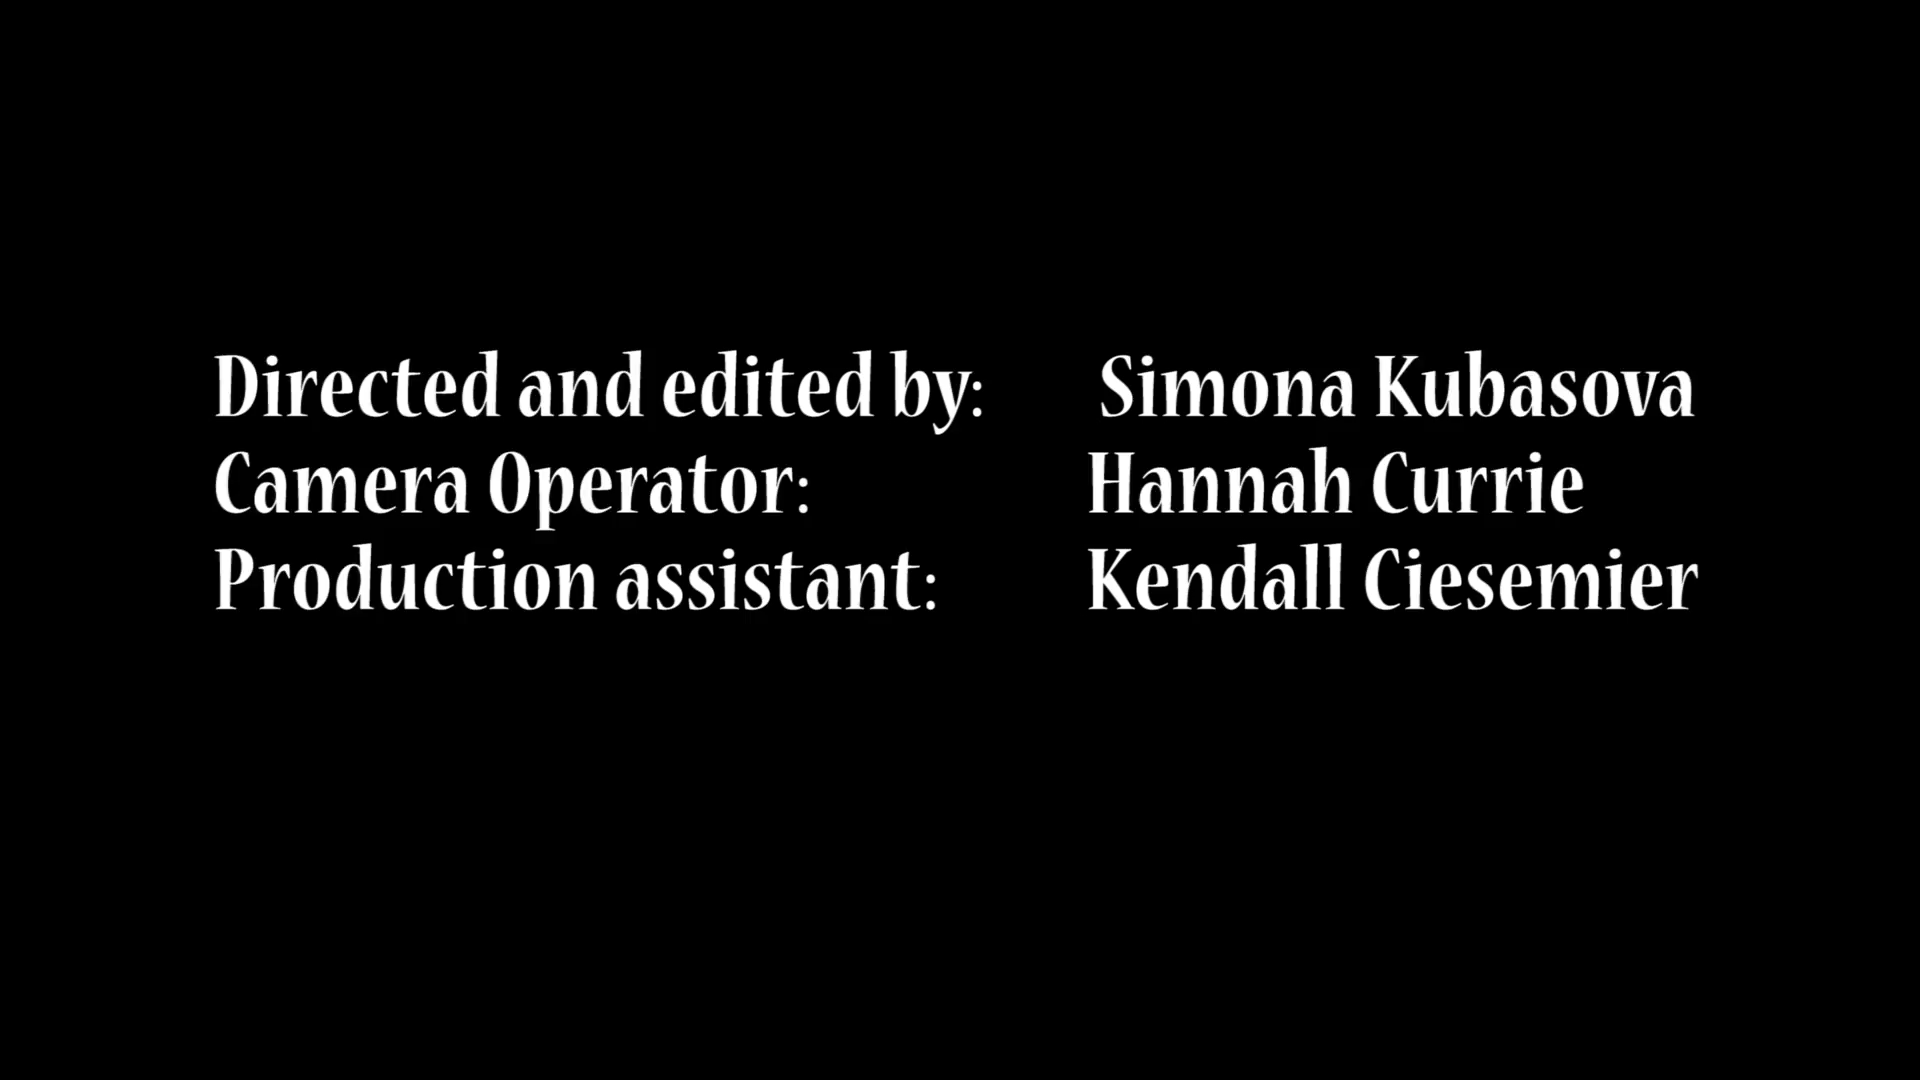 Directed and edited by: Simona Kubasova
Camera Operator: Hannah Currie
Production assistant: Kendall Ciesemier